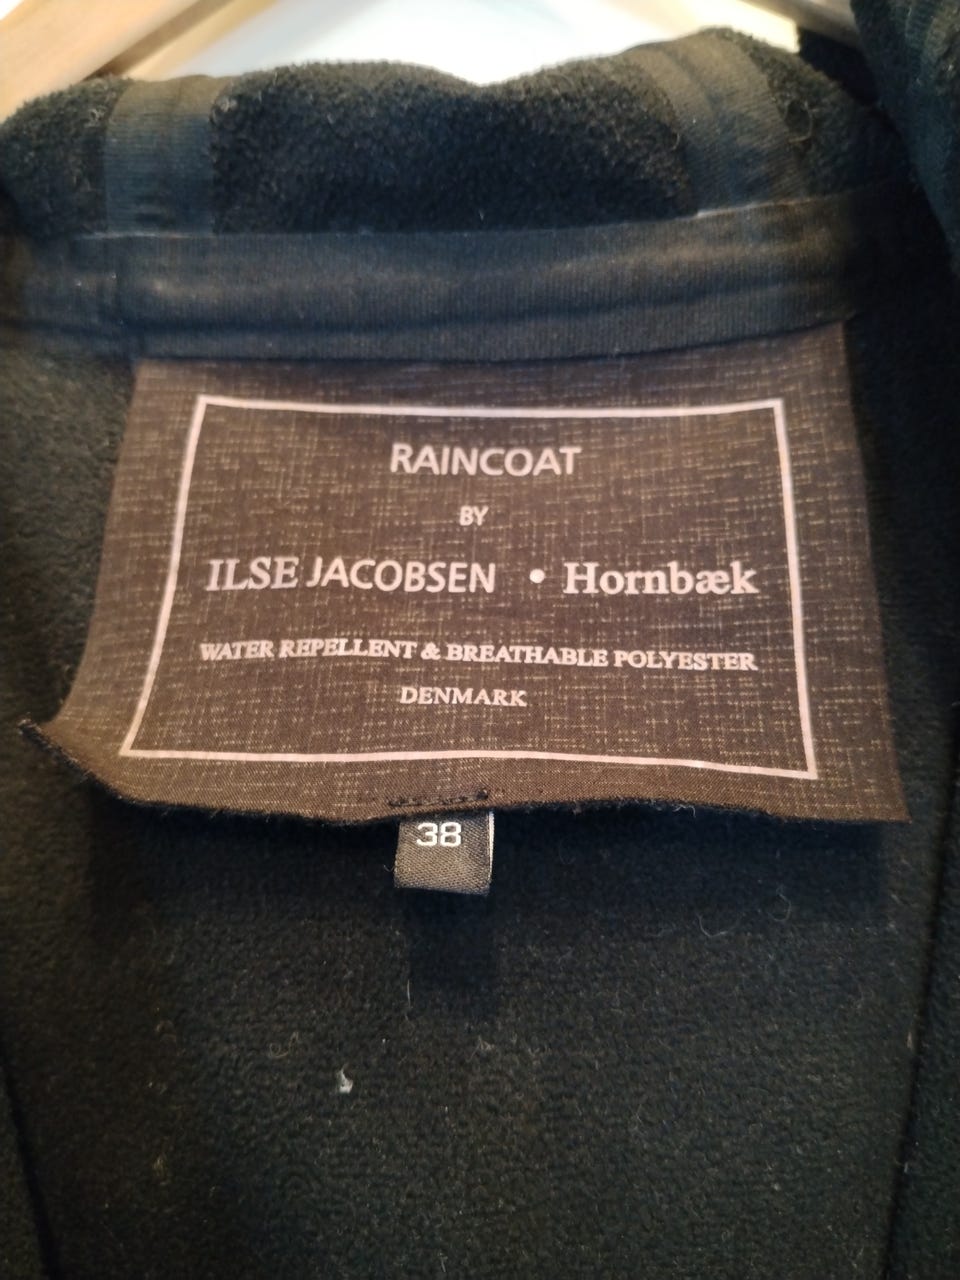 RAINCOAT
BY
ILSE JACOBSEN • Hornbæk
WATER REPELLENT & BREATHABLE POLYESTER
DENMARK
38